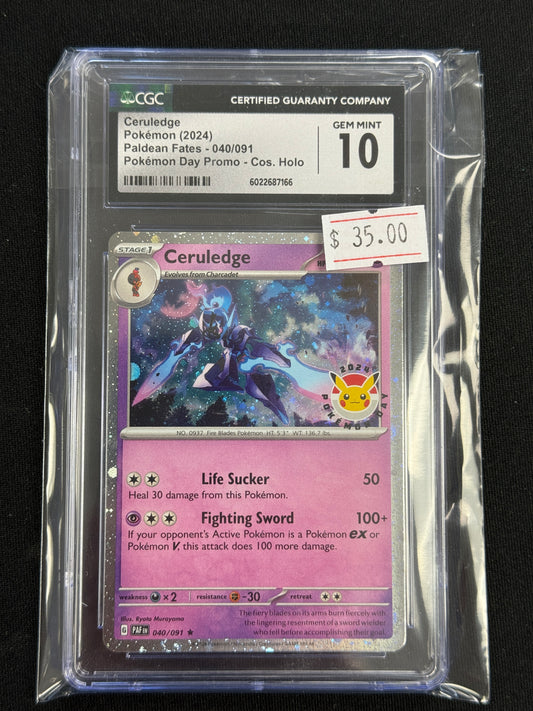 CGC
CERTIFIED GUARANTY COMPANY
Ceruledge
Pokémon (2024)
Paldean Fates - 040/091
Pokémon Day Promo - Cos. Holo
GEM MINT
10
6022687166
$ 35.00
STAGE 1
Ceruledge
HP
Evolves from Charcadet
2024
POKÉMON DAY
NO. 0937 Fire Blades Pokémon HT: 5'3" WT: 136.7 lbs.
Life Sucker 50
Heal 30 damage from this Pokémon.
Fighting Sword 100+
If your opponent's Active Pokémon is a Pokémon ex or
Pokémon V, this attack does 100 more damage.
weakness ×2 resistance -30 retreat
Illus. Kyoto Murayama
The fiery blades on its arms burn fiercely with
the lingering resentment of a sword wielder
who fell before accomplishing their goal.
G PAF EN 040/091 ★